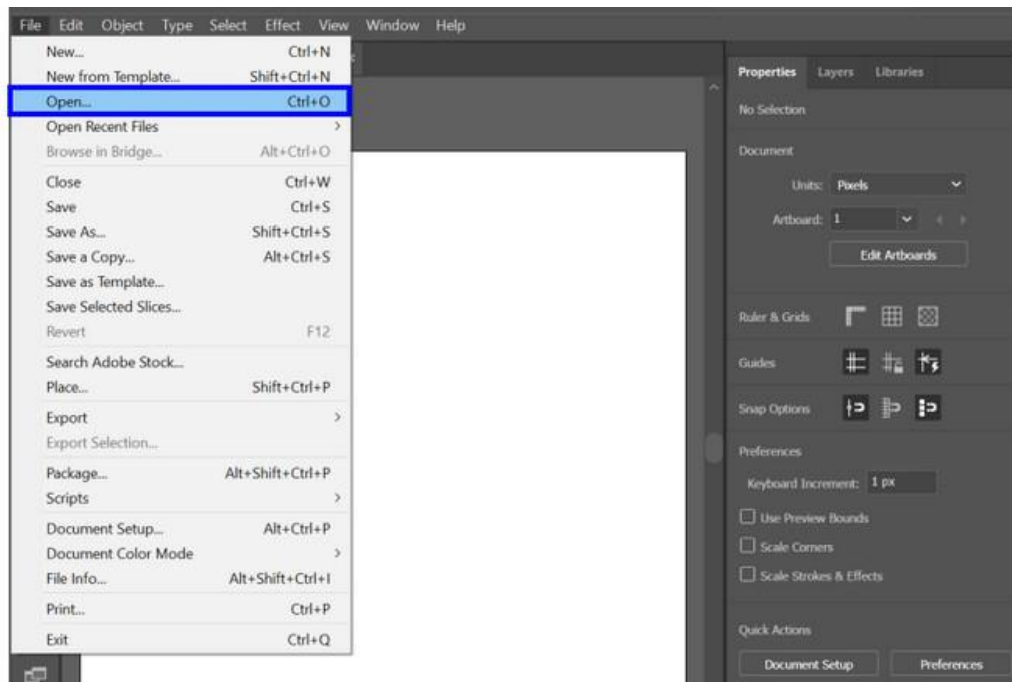 File Edit Object Type Select Effect View Window Help
New... Ctrl+N
New from Template... Shift+Ctrl+N
Open... Ctrl+O
Open Recent Files >
Browse in Bridge... Alt+Ctrl+O
Close Ctrl+W
Save Ctrl+S
Save As... Shift+Ctrl+S
Save a Copy... Alt+Ctrl+S
Save as Template...
Save Selected Slices...
Revert F12
Search Adobe Stock...
Place... Shift+Ctrl+P
Export >
Export Selection...
Package... Alt+Shift+Ctrl+P
Scripts >
Document Setup... Alt+Ctrl+P
Document Color Mode >
File Info... Alt+Shift+Ctrl+I
Print... Ctrl+P
Exit Ctrl+Q
Properties Layers Libraries
No Selection
Document
Units: Pixels
Artboard: 1
Edit Artboards
Ruler & Grids
Guides
Snap Options
Preferences
Keyboard Increment: 1 px
Use Preview Bounds
Scale Corners
Scale Strokes & Effects
Quick Actions
Document Setup Preferences